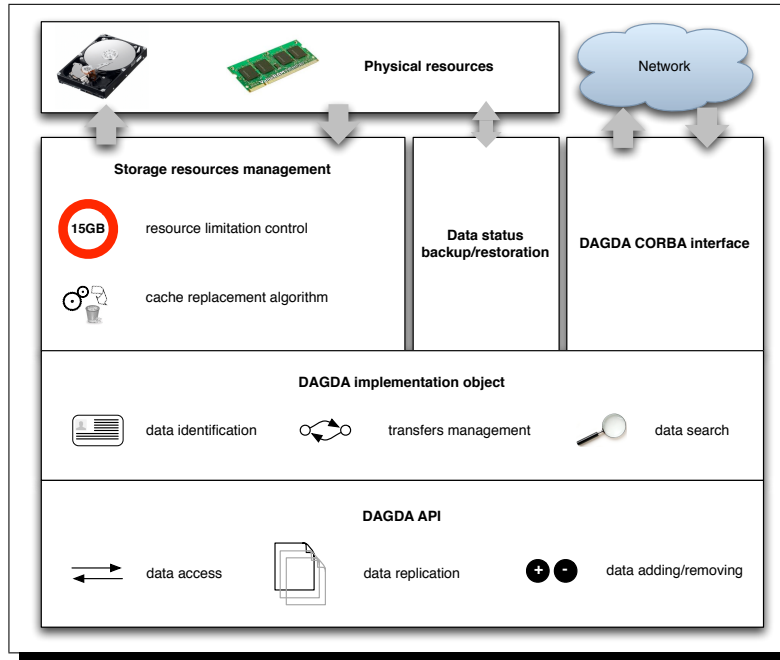 Physical resources
Network
Storage resources management
15GB
resource limitation control
cache replacement algorithm
Data status
backup/restoration
DAGDA CORBA interface
DAGDA implementation object
data identification
transfers management
data search
DAGDA API
data access
data replication
+
-
data adding/removing